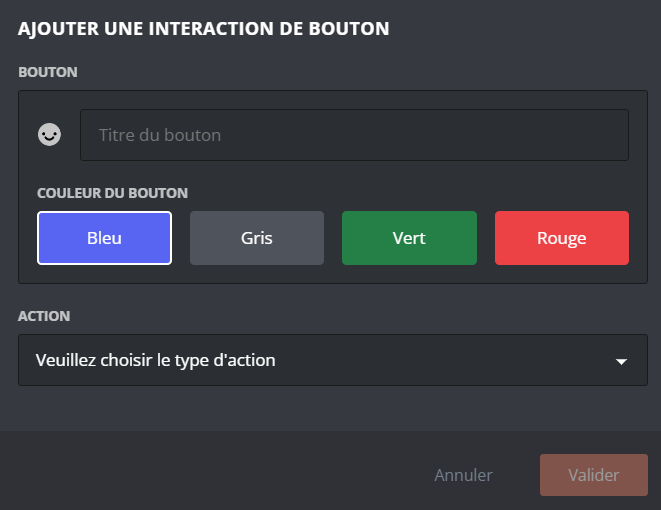 AJOUTER UNE INTERACTION DE BOUTON
BOUTON
Titre du bouton
COULEUR DU BOUTON
Bleu Gris Vert Rouge
ACTION
Veuillez choisir le type d'action
Annuler Valider